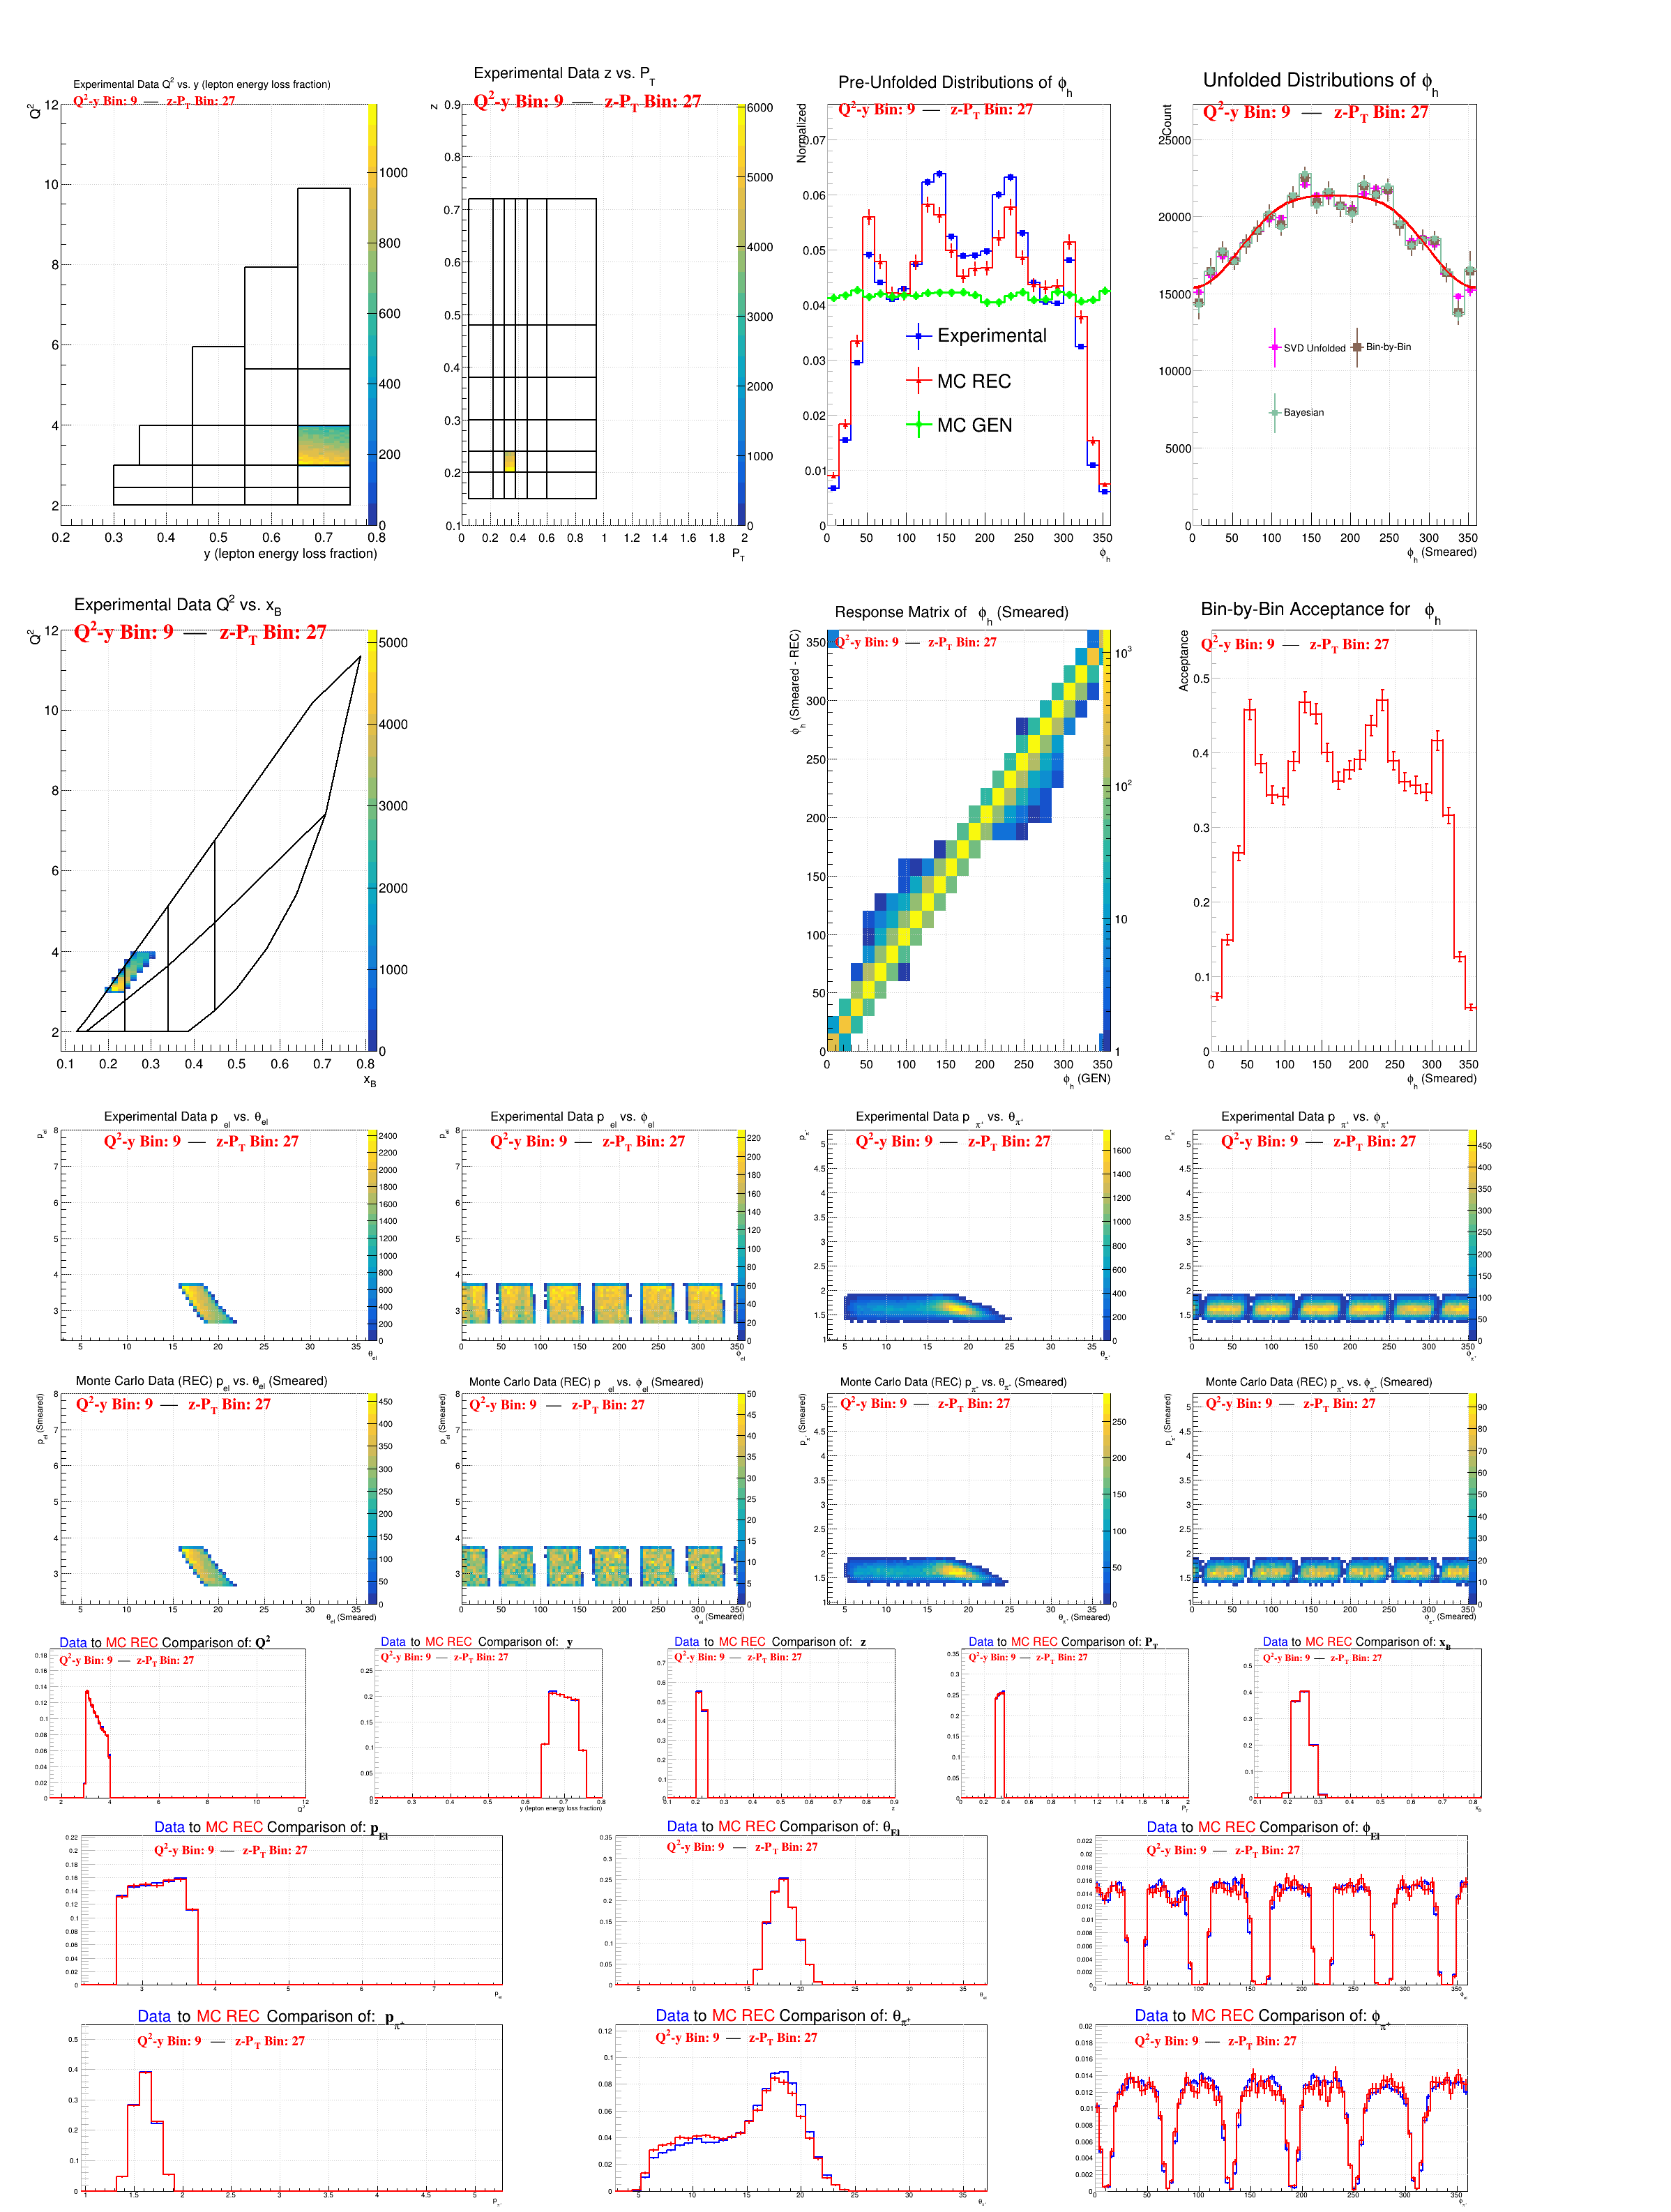 Experimental Data Q² vs. y (lepton energy loss fraction)
Q²-y Bin: 9 — z-P_T Bin: 27
Q²
y (lepton energy loss fraction)
Experimental Data z vs. P_T
Q²-y Bin: 9 — z-P_T Bin: 27
z
P_T
Pre-Unfolded Distributions of ϕ_h
Q²-y Bin: 9 — z-P_T Bin: 27
Normalized
Experimental
MC REC
MC GEN
ϕ_h
Unfolded Distributions of ϕ_h
Q²-y Bin: 9 — z-P_T Bin: 27
Count
SVD Unfolded
Bin-by-Bin
Bayesian
ϕ_h (Smeared)
Experimental Data Q² vs. x_B
Q²-y Bin: 9 — z-P_T Bin: 27
Q²
x_B
Response Matrix of ϕ_h (Smeared)
Q²-y Bin: 9 — z-P_T Bin: 27
ϕ_h (Smeared - REC)
ϕ_h (GEN)
Bin-by-Bin Acceptance for ϕ_h
Q²-y Bin: 9 — z-P_T Bin: 27
Acceptance
ϕ_h (Smeared)
Experimental Data p_el vs. θ_el
Q²-y Bin: 9 — z-P_T Bin: 27
p_el
θ_el
Experimental Data p_el vs. ϕ_el
Q²-y Bin: 9 — z-P_T Bin: 27
p_el
ϕ_el
Experimental Data p_π⁺ vs. θ_π⁺
Q²-y Bin: 9 — z-P_T Bin: 27
p_π⁺
θ_π⁺
Experimental Data p_π⁺ vs. ϕ_π⁺
Q²-y Bin: 9 — z-P_T Bin: 27
p_π⁺
ϕ_π⁺
Monte Carlo Data (REC) p_el vs. θ_el (Smeared)
Q²-y Bin: 9 — z-P_T Bin: 27
p_el (Smeared)
θ_el (Smeared)
Monte Carlo Data (REC) p_el vs. ϕ_el (Smeared)
Q²-y Bin: 9 — z-P_T Bin: 27
p_el (Smeared)
ϕ_el (Smeared)
Monte Carlo Data (REC) p_π⁺ vs. θ_π⁺ (Smeared)
Q²-y Bin: 9 — z-P_T Bin: 27
p_π⁺ (Smeared)
θ_π⁺ (Smeared)
Monte Carlo Data (REC) p_π⁺ vs. ϕ_π⁺ (Smeared)
Q²-y Bin: 9 — z-P_T Bin: 27
p_π⁺ (Smeared)
ϕ_π⁺ (Smeared)
Data to MC REC Comparison of: Q²
Q²-y Bin: 9 — z-P_T Bin: 27
Q²
Data to MC REC Comparison of: y
Q²-y Bin: 9 — z-P_T Bin: 27
y (lepton energy loss fraction)
Data to MC REC Comparison of: z
Q²-y Bin: 9 — z-P_T Bin: 27
z
Data to MC REC Comparison of: P_T
Q²-y Bin: 9 — z-P_T Bin: 27
P_T
Data to MC REC Comparison of: x_B
Q²-y Bin: 9 — z-P_T Bin: 27
x_B
Data to MC REC Comparison of: p_El
Q²-y Bin: 9 — z-P_T Bin: 27
p_el
Data to MC REC Comparison of: θ_El
Q²-y Bin: 9 — z-P_T Bin: 27
θ_el
Data to MC REC Comparison of: ϕ_El
Q²-y Bin: 9 — z-P_T Bin: 27
ϕ_el
Data to MC REC Comparison of: p_π⁺
Q²-y Bin: 9 — z-P_T Bin: 27
p_π⁺
Data to MC REC Comparison of: θ_π⁺
Q²-y Bin: 9 — z-P_T Bin: 27
θ_π⁺
Data to MC REC Comparison of: ϕ_π⁺
Q²-y Bin: 9 — z-P_T Bin: 27
ϕ_π⁺